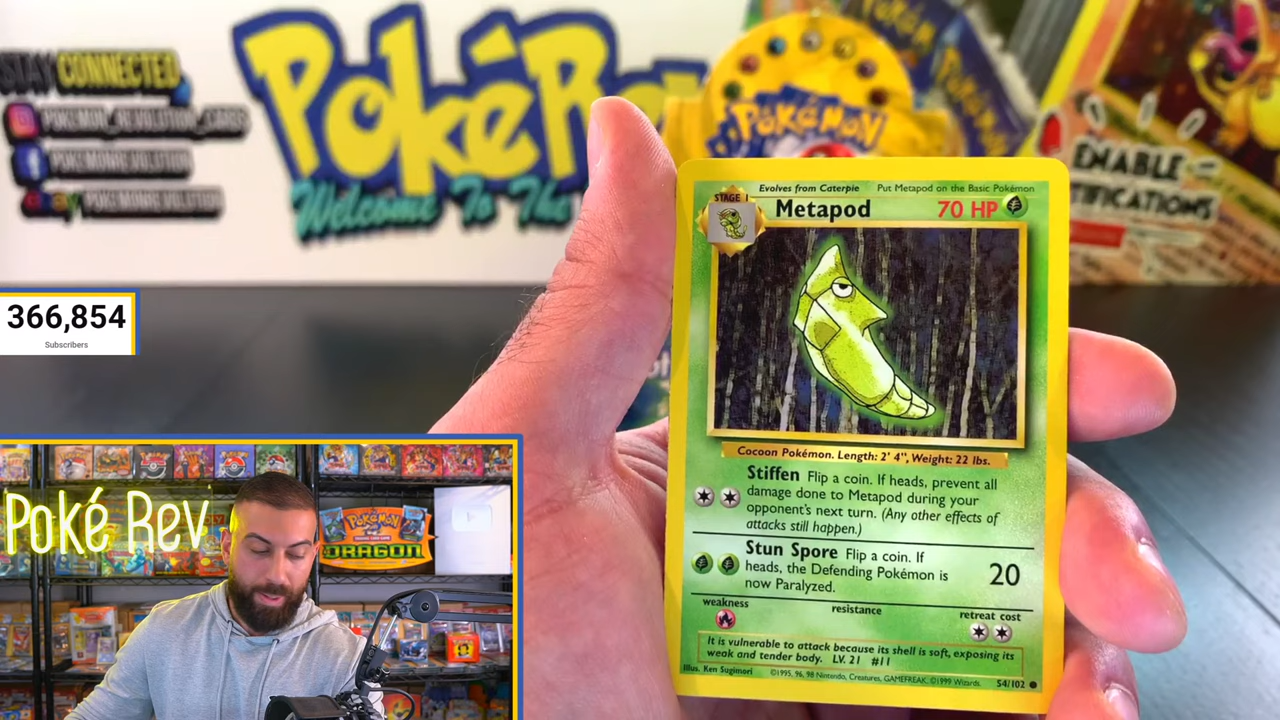 STAY CONNECTED
POKEMON_REVOLUTION_CARDS
POKEMONREVOLUTION
ebay POKEMONREVOLUTION
PokéRev
Welcome To The
POKÉMON
ENABLE
NOTIFICATIONS
366,854
Subscribers
Poké Rev
POKÉMON
DRAGON
Evolves from Caterpie Put Metapod on the Basic Pokémon
STAGE 1
Metapod 70 HP
Cocoon Pokémon. Length: 2' 4", Weight: 22 lbs.
Stiffen Flip a coin. If heads, prevent all
damage done to Metapod during your
opponent's next turn. (Any other effects of
attacks still happen.)
Stun Spore Flip a coin. If
heads, the Defending Pokémon is
now Paralyzed.
20
weakness resistance retreat cost
It is vulnerable to attack because its shell is soft, exposing its
weak and tender body. LV. 21 #11
Illus. Ken Sugimori ©1995, 96, 98 Nintendo, Creatures, GAMEFREAK. ©1999 Wizards. 54/102